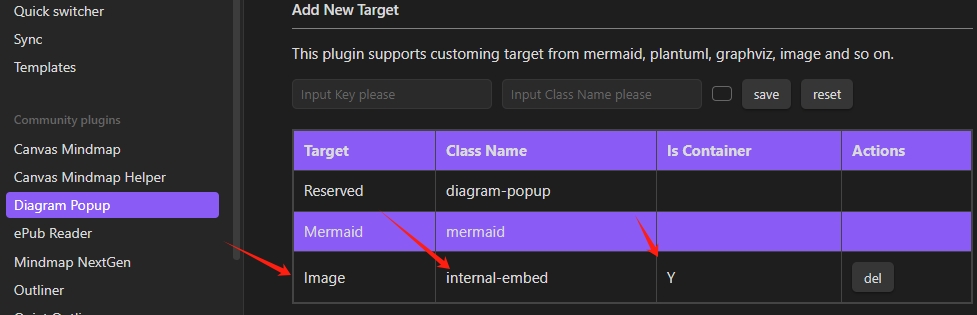 Quick switcher
Sync
Templates
Community plugins
Canvas Mindmap
Canvas Mindmap Helper
Diagram Popup
ePub Reader
Mindmap NextGen
Outliner
Add New Target
This plugin supports customing target from mermaid, plantuml, graphviz, image and so on.
Input Key please Input Class Name please save reset
Target Class Name Is Container Actions
Reserved diagram-popup
Mermaid mermaid
Image internal-embed Y del